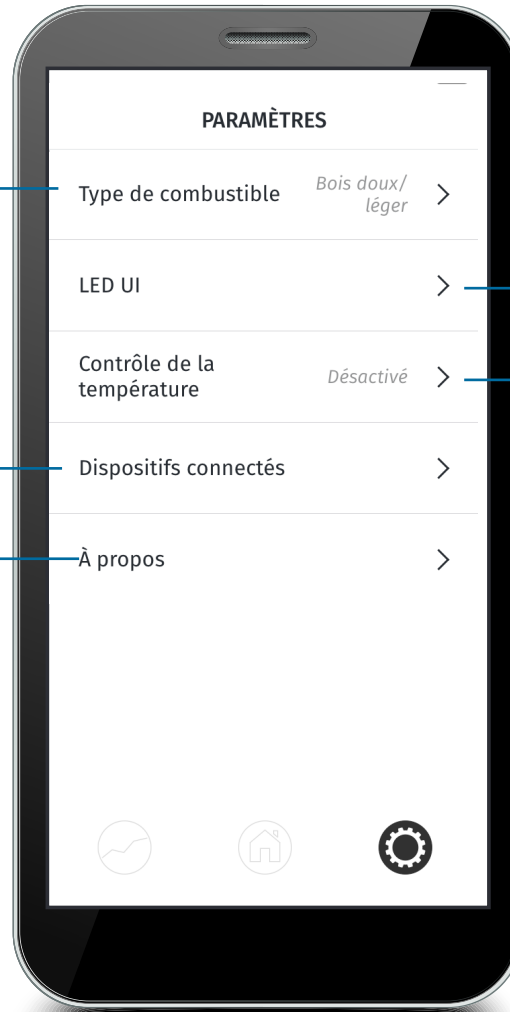 PARAMÈTRES
Type de combustible
Bois doux/
léger
LED UI
Contrôle de la
température
Désactivé
Dispositifs connectés
À propos